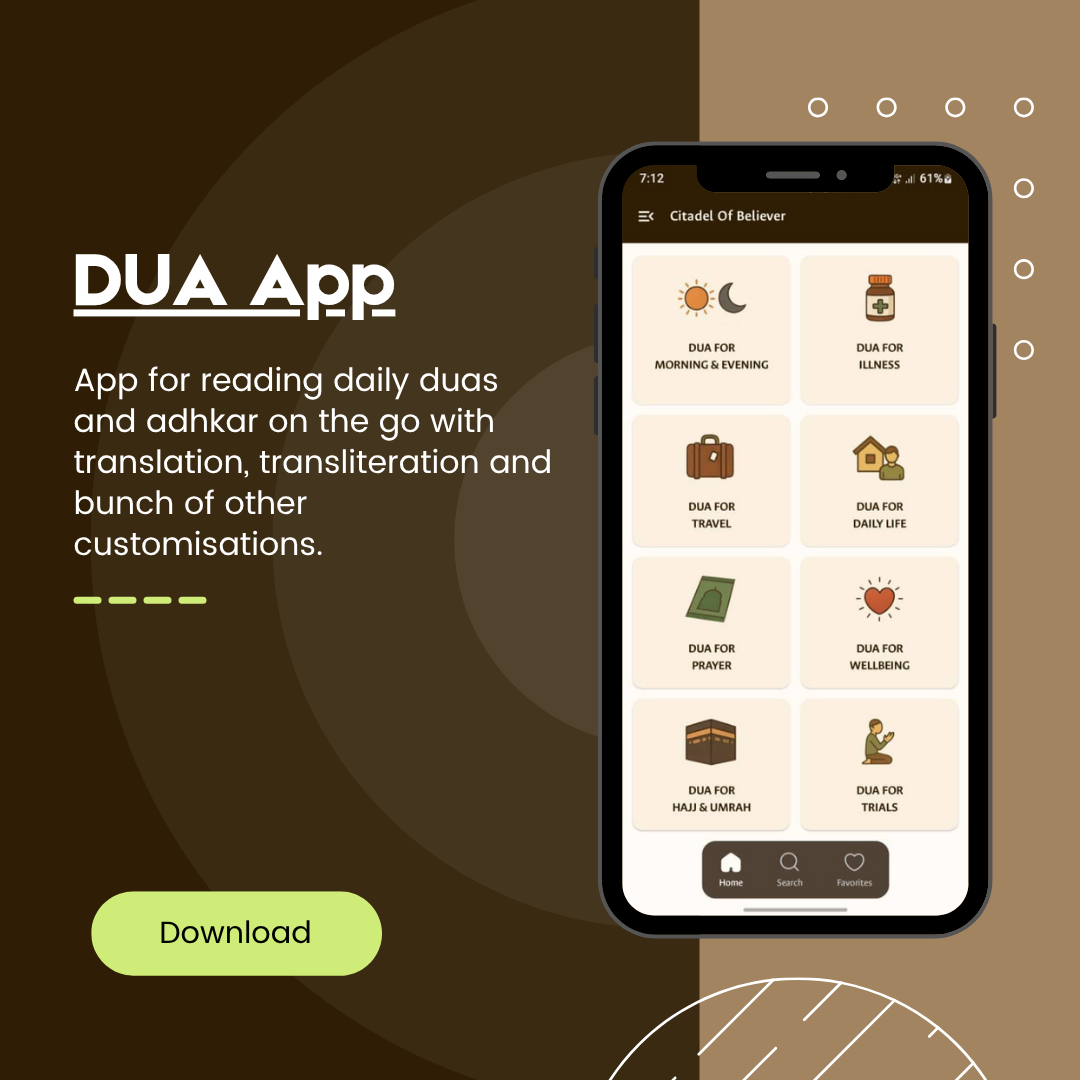 DUA App
App for reading daily duas
and adhkar on the go with
translation, transliteration and
bunch of other
customisations.
Download
7:12
61%
Citadel Of Believer
DUA FOR
MORNING & EVENING
DUA FOR
ILLNESS
DUA FOR
TRAVEL
DUA FOR
DAILY LIFE
DUA FOR
PRAYER
DUA FOR
WELLBEING
DUA FOR
HAJJ & UMRAH
DUA FOR
TRIALS
Home
Search
Favorites